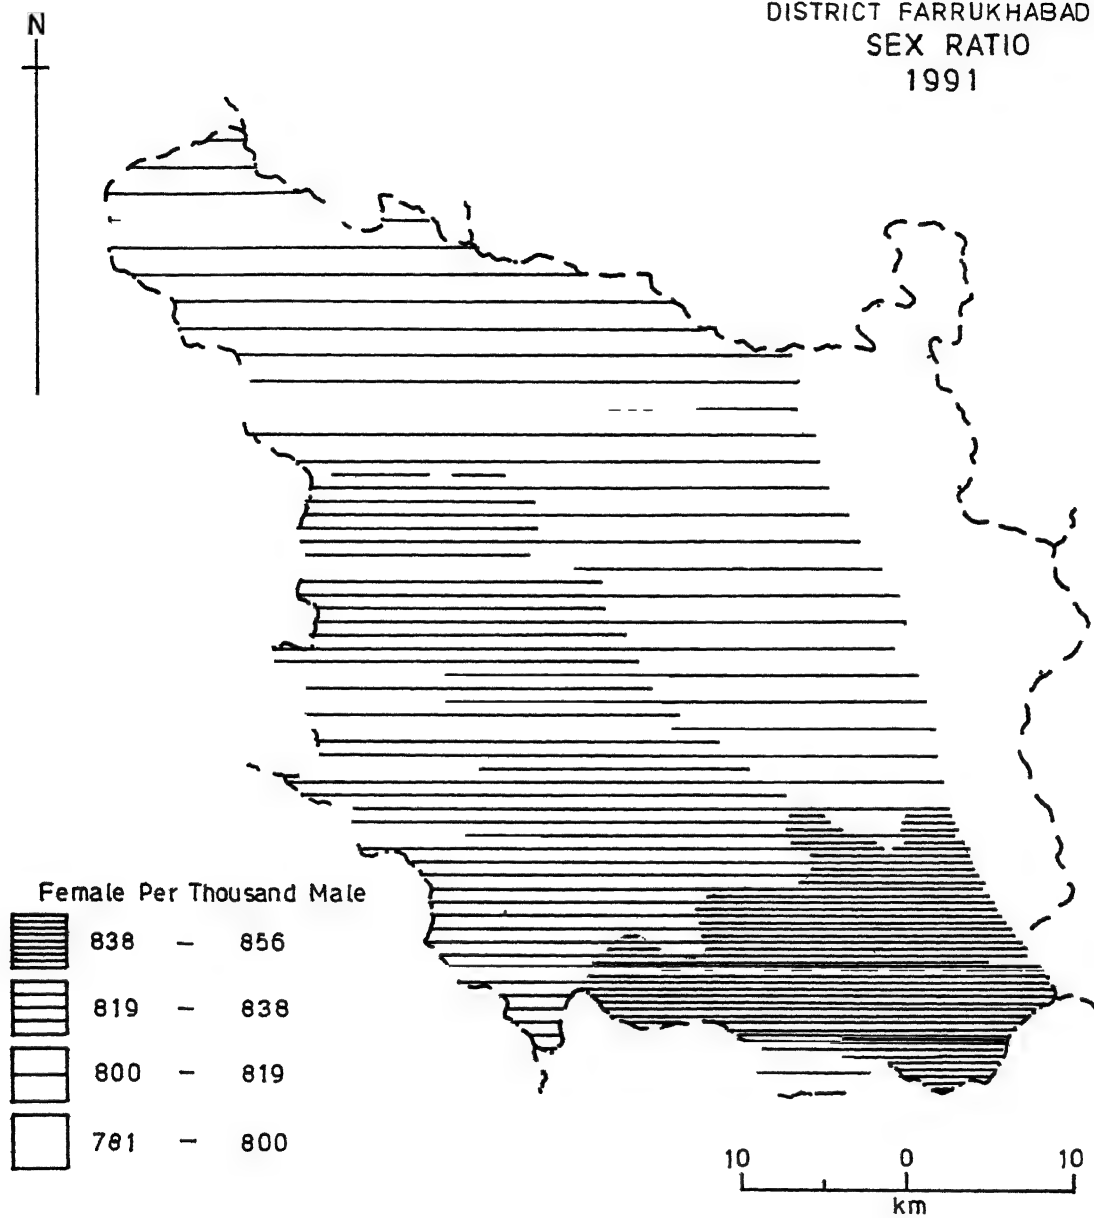 N
DISTRICT FARRUKHABAD
SEX RATIO
1991
Female Per Thousand Male
838 – 856
819 – 838
800 – 819
781 – 800
10 0 10
km